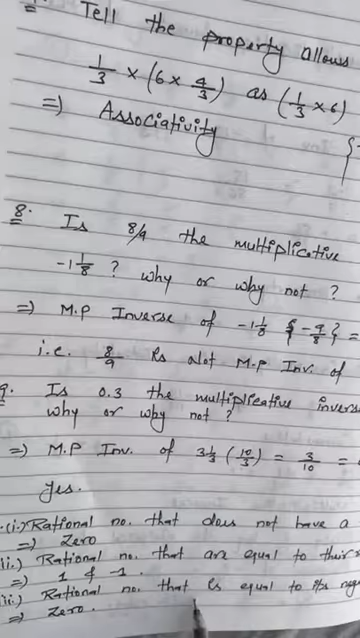 Tell the property allows
1/3 × (6 × 4/3) as (1/3 × 6)
⇒ Associativity
8. Is 8/9 the multiplicative
-1 1/8 ? why or why not ?
⇒ M.P Inverse of -1 1/8 {-9/8} =
i.e. 8/9 Is Not M.P Inv. of
9. Is 0.3 the multiplicative invers
why or why not ?
⇒ M.P Inv. of 3 1/3 (10/3) = 3/10 =
Yes.
(i.) Rational no. that does not have a
⇒ Zero
ii.) Rational no. that are equal to their
⇒ 1 & -1.
iii.) Rational no. that is equal to its neg
⇒ Zero.